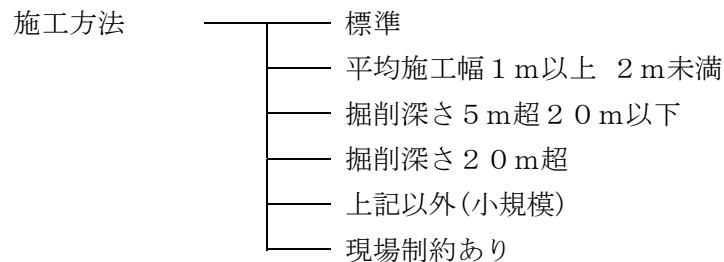 施工方法
標準
平均施工幅１ｍ以上 ２ｍ未満
掘削深さ５ｍ超２０ｍ以下
掘削深さ２０ｍ超
上記以外(小規模)
現場制約あり